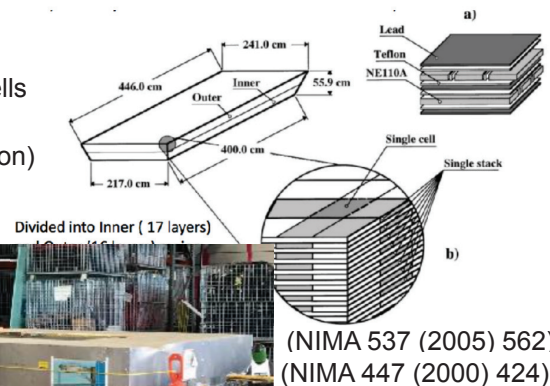 a)
241.0 cm
Lead
Teflon
NE110A
446.0 cm
Inner
Outer
55.9 cm
ells
on)
400.0 cm
Single cell
Single stack
217.0 cm
Divided into Inner ( 17 layers)
b)
(NIMA 537 (2005) 562)
(NIMA 447 (2000) 424)